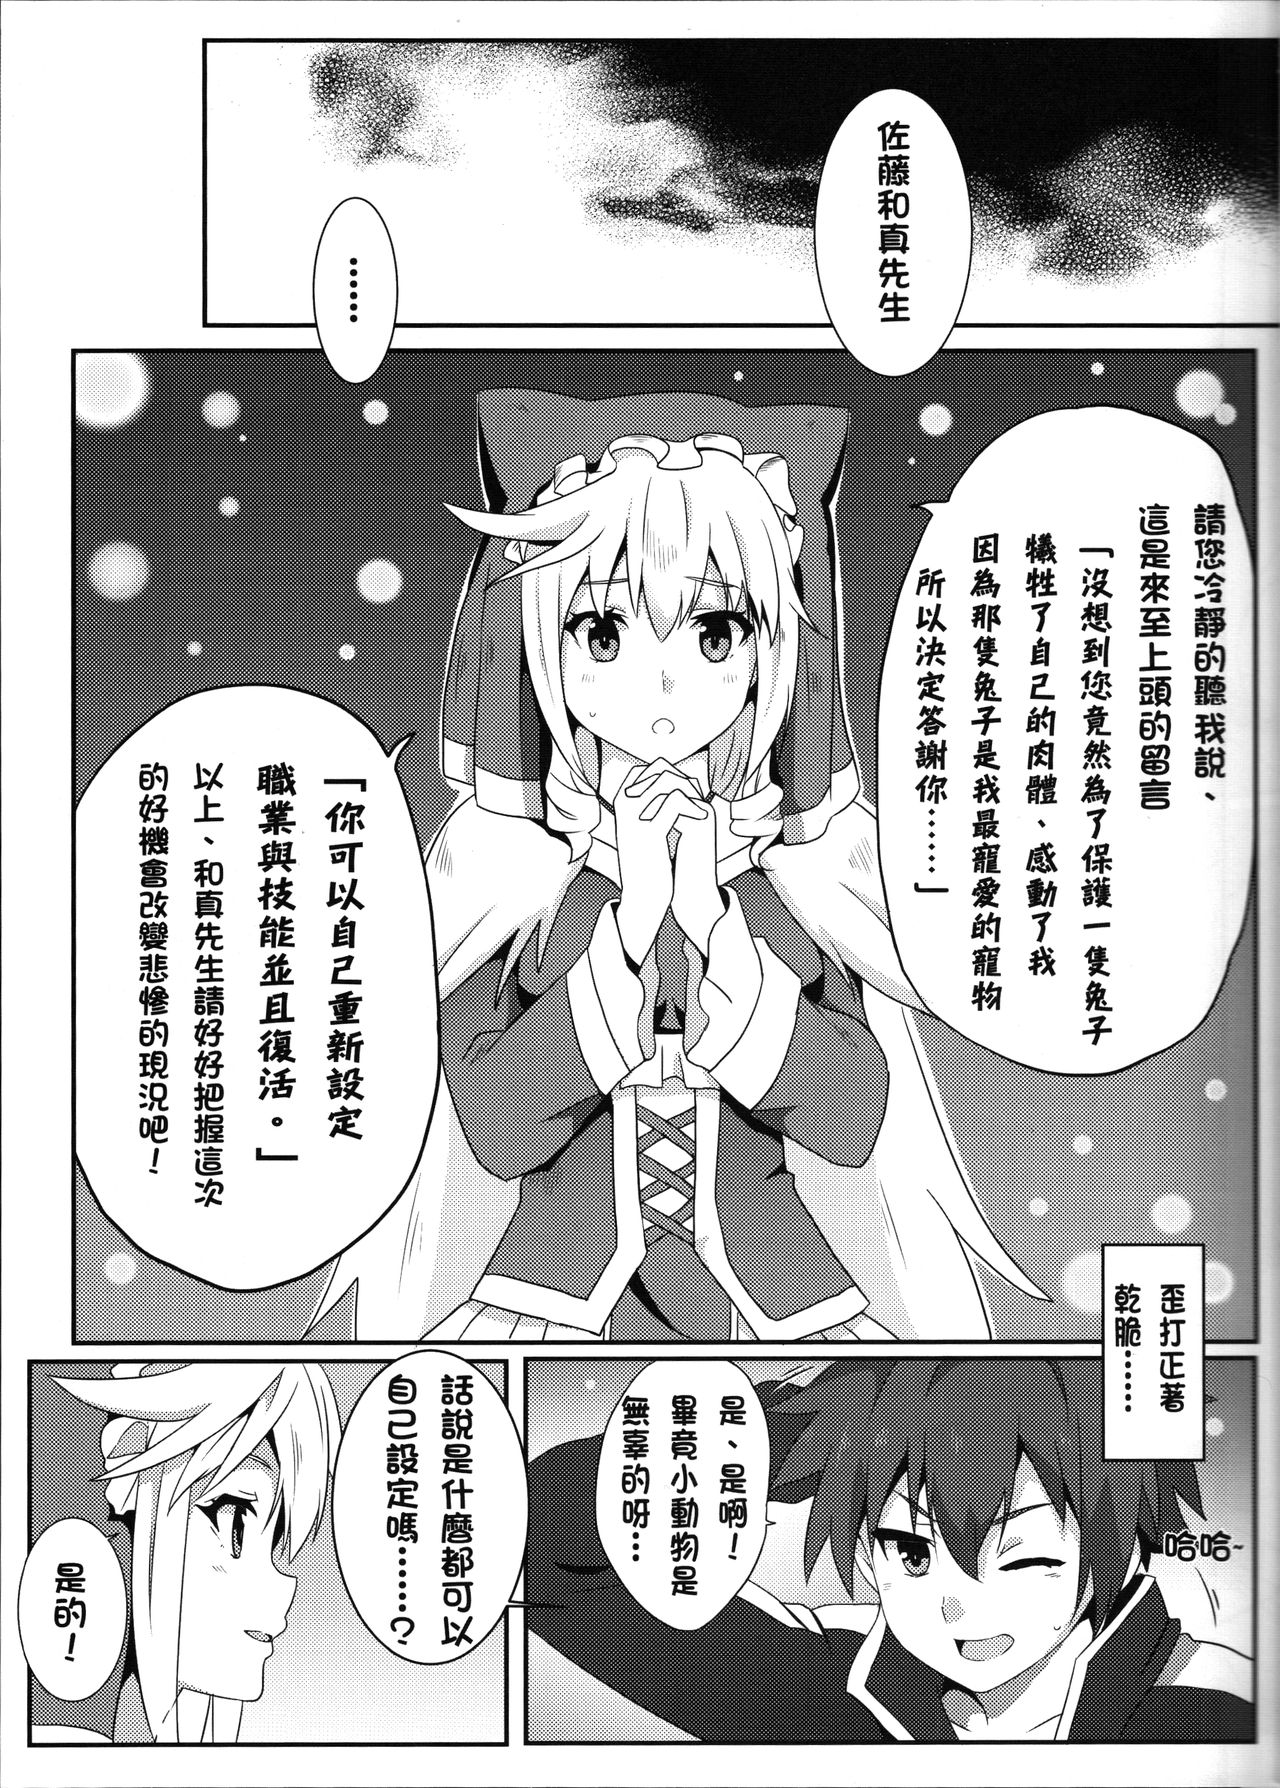 佐藤和真先生
……
請您冷靜的聽我說、
這是來至上頭的留言
「沒想到您竟然為了保護一隻兔子
犧牲了自己的肉體、感動了我
因為那隻兔子是我最寵愛的寵物
所以決定答謝你……」
「你可以自己重新設定
職業與技能並且復活。」
以上、和真先生請好好把握這次
的好機會改變悲慘的現況吧！
歪打正著
乾脆……
是、是啊！
畢竟小動物是
無辜的呀…
哈哈~
話說是什麼都可以
自己設定嗎……？
是的！